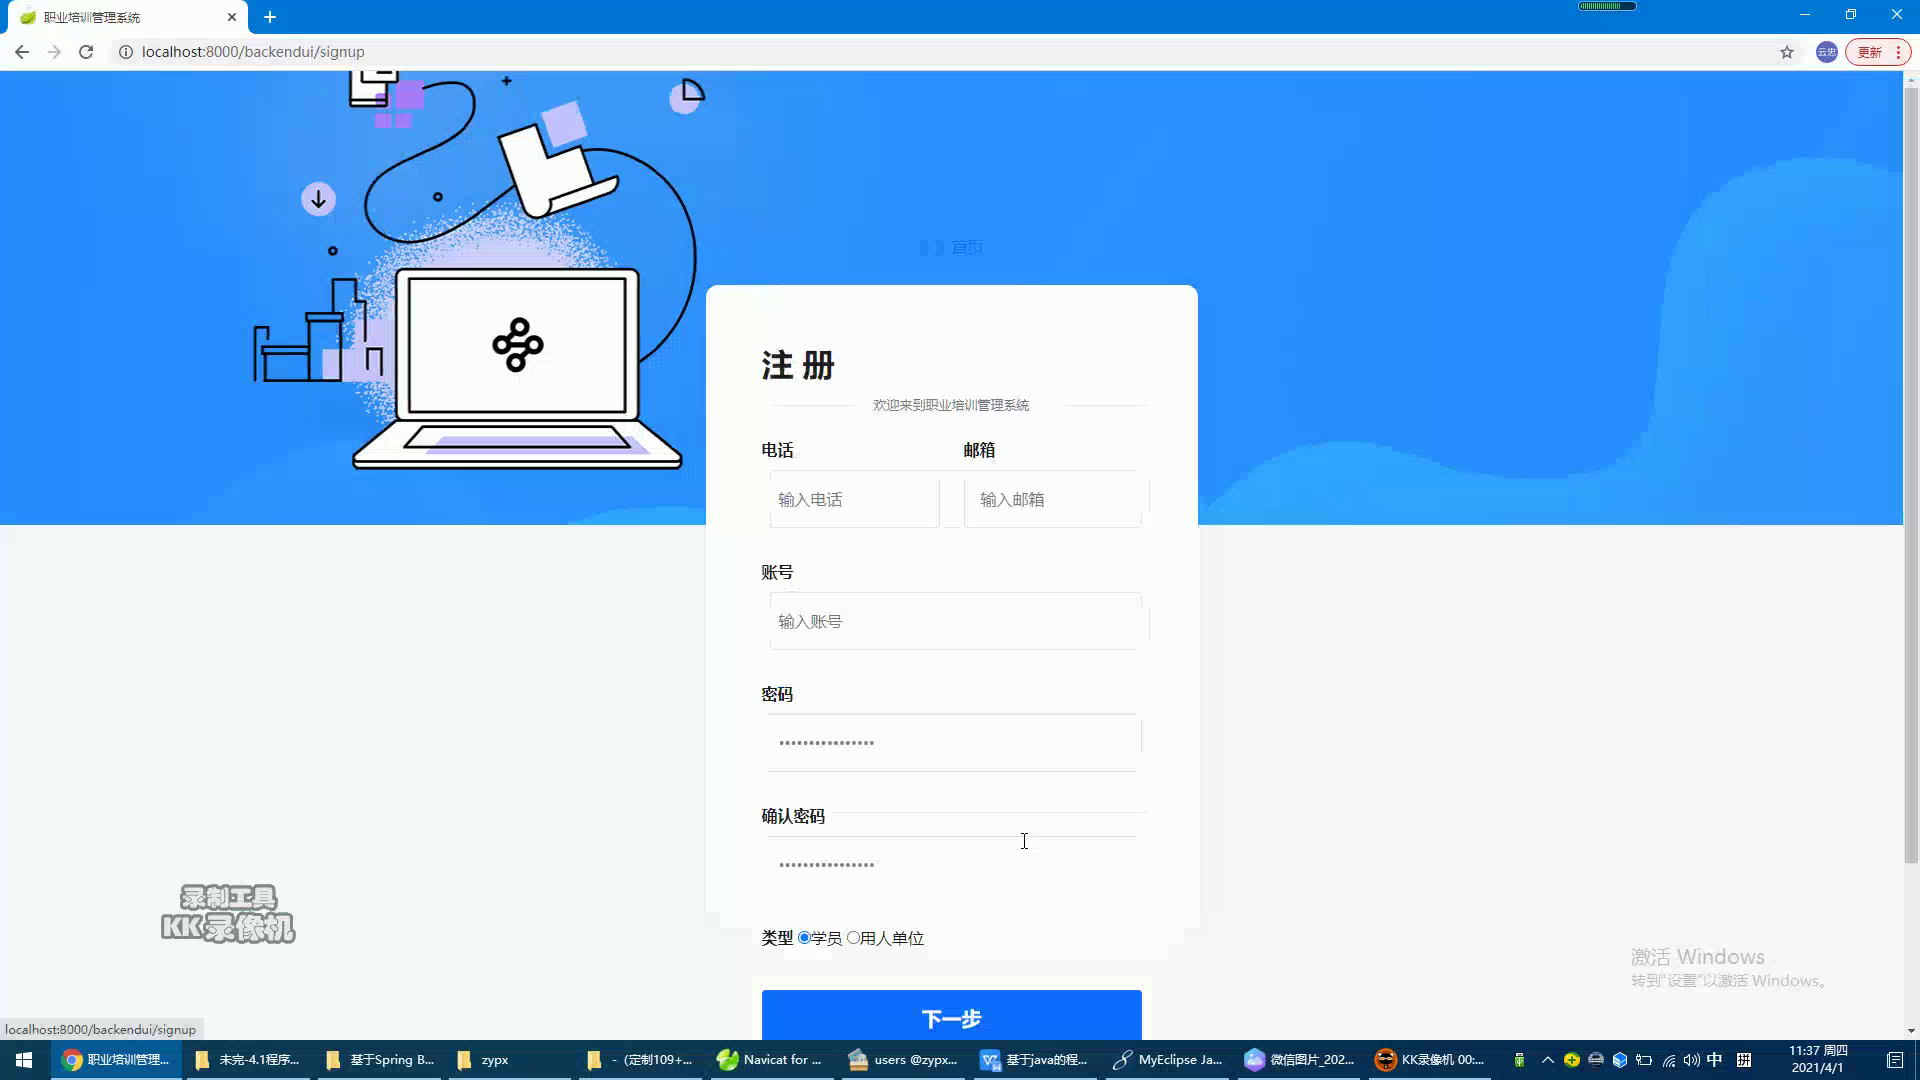 职业培训管理系统
localhost:8000/backendui/signup
云忠
更新
首页
注 册
欢迎来到职业培训管理系统
电话
邮箱
输入电话
输入邮箱
账号
输入账号
密码
确认密码
类型 学员 用人单位
下一步
录制工具
KK录像机
激活 Windows
转到“设置”以激活 Windows。
localhost:8000/backendui/signup
职业培训管理...
未完-4.1程序...
基于Spring B...
zypx
- (定制109+...
Navicat for ...
users @zypx...
基于java的程...
MyEclipse Ja...
微信图片_202...
KK录像机 00:...
中
拼
11:37 周四
2021/4/1